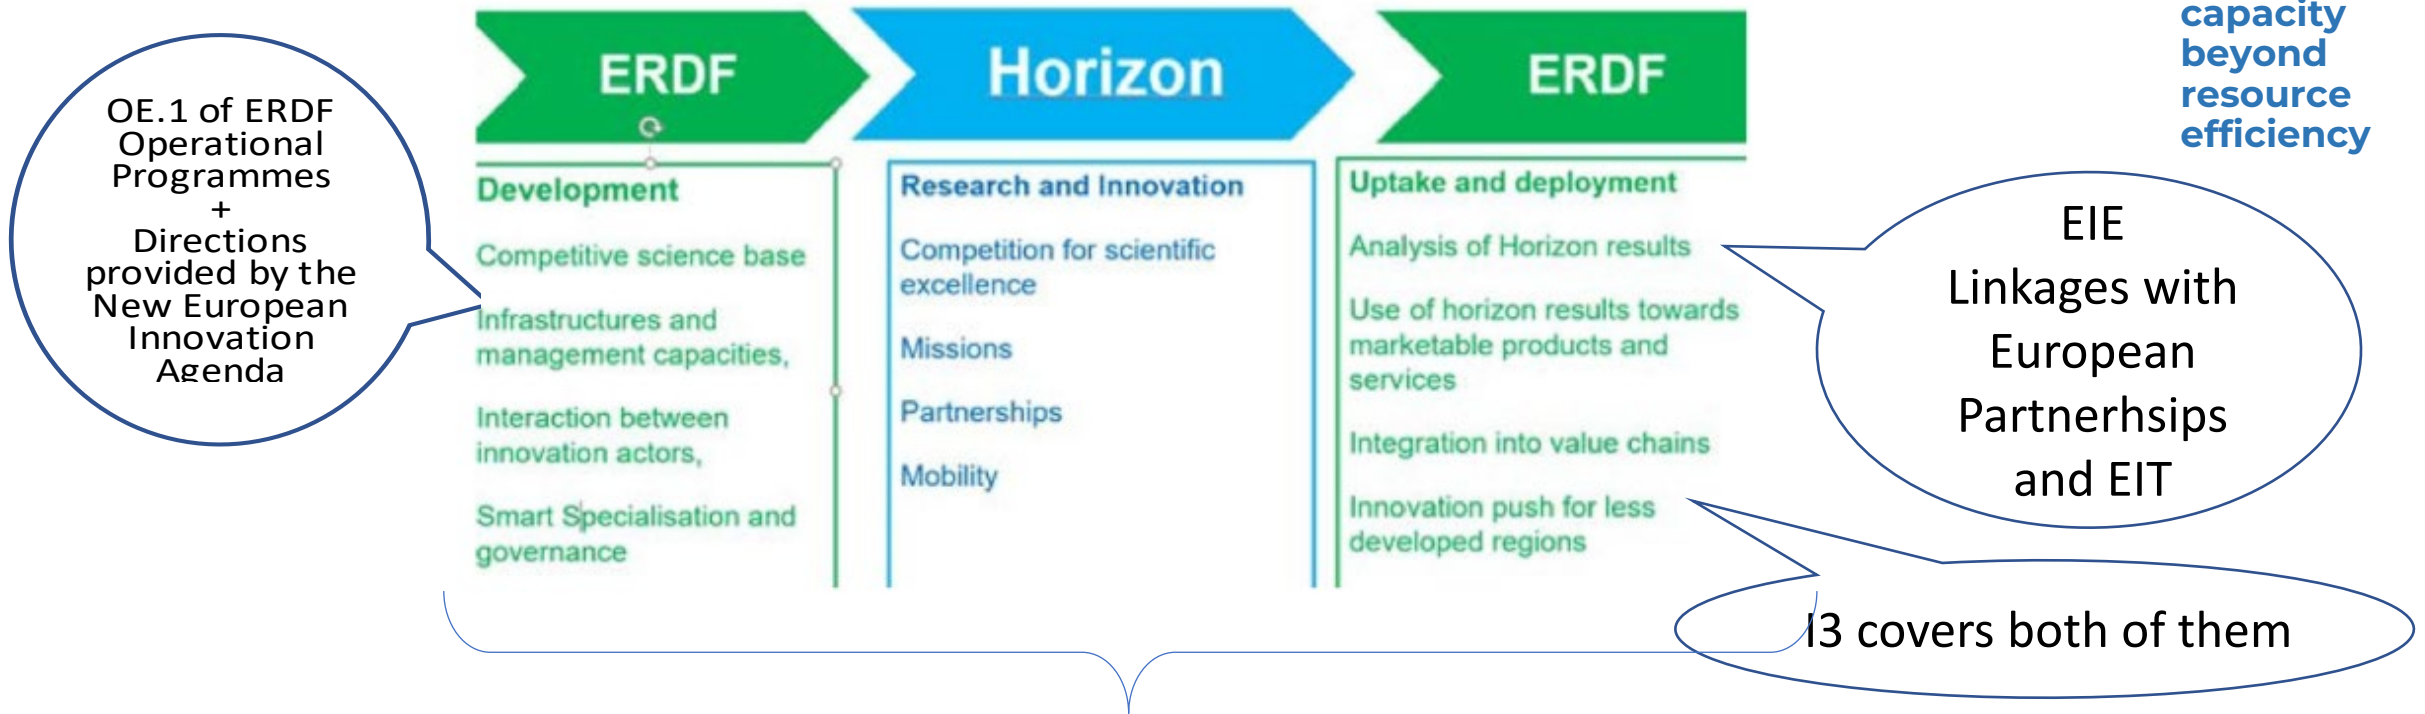 capacity
beyond
resource
efficiency
ERDF
Horizon
ERDF
OE.1 of ERDF
Operational
Programmes
+
Directions
provided by the
New European
Innovation
Agenda
Development
Competitive science base
Infrastructures and
management capacities,
Interaction between
innovation actors,
Smart Specialisation and
governance
Research and Innovation
Competition for scientific
excellence
Missions
Partnerships
Mobility
Uptake and deployment
Analysis of Horizon results
Use of horizon results towards
marketable products and
services
Integration into value chains
Innovation push for less
developed regions
EIE
Linkages with
European
Partnerhsips
and EIT
I3 covers both of them